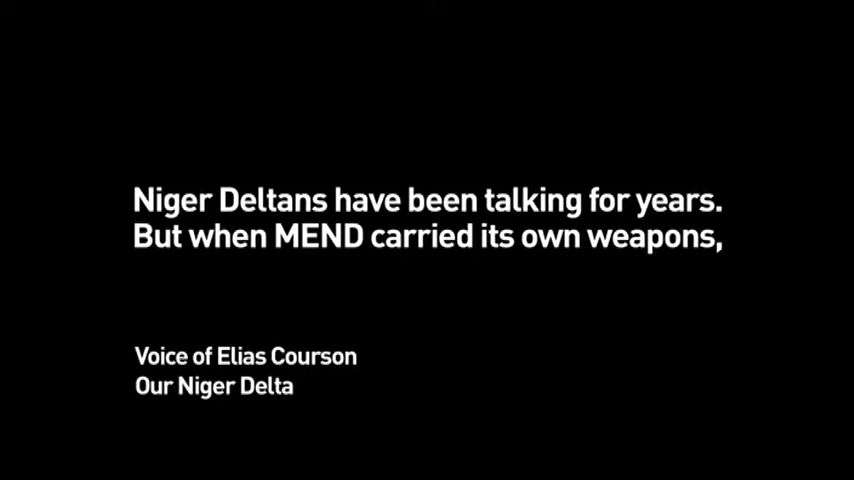 Niger Deltans have been talking for years.
But when MEND carried its own weapons,
Voice of Elias Courson
Our Niger Delta